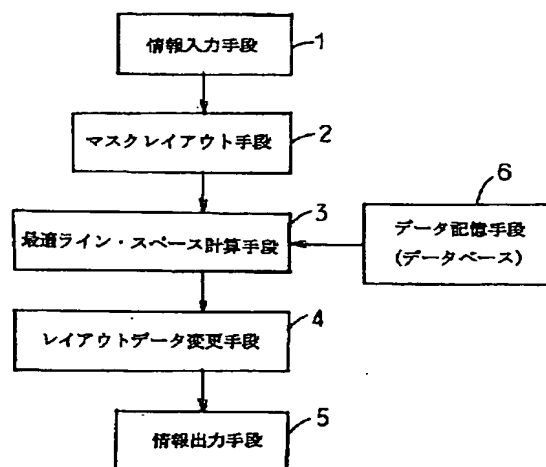 情報入力手段
1
マスクレイアウト手段
2
最適ライン・スペース計算手段
3
データ記憶手段
(データベース)
6
レイアウトデータ変更手段
4
情報出力手段
5